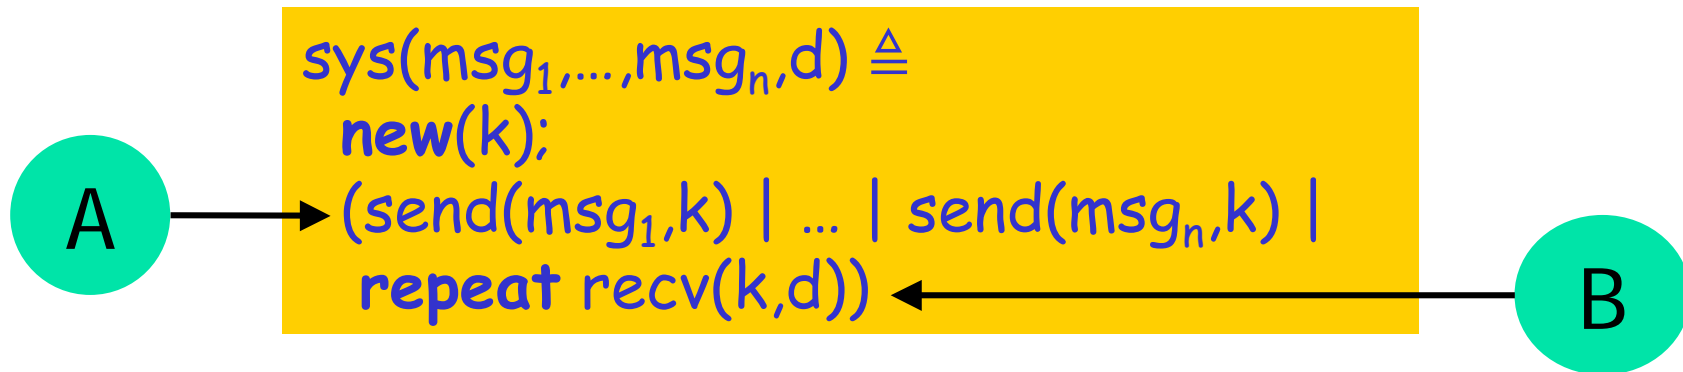 sys(msg₁,…,msgₙ,d) ≜
new(k);
A
(send(msg₁,k) | … | send(msgₙ,k) |
repeat recv(k,d))
B